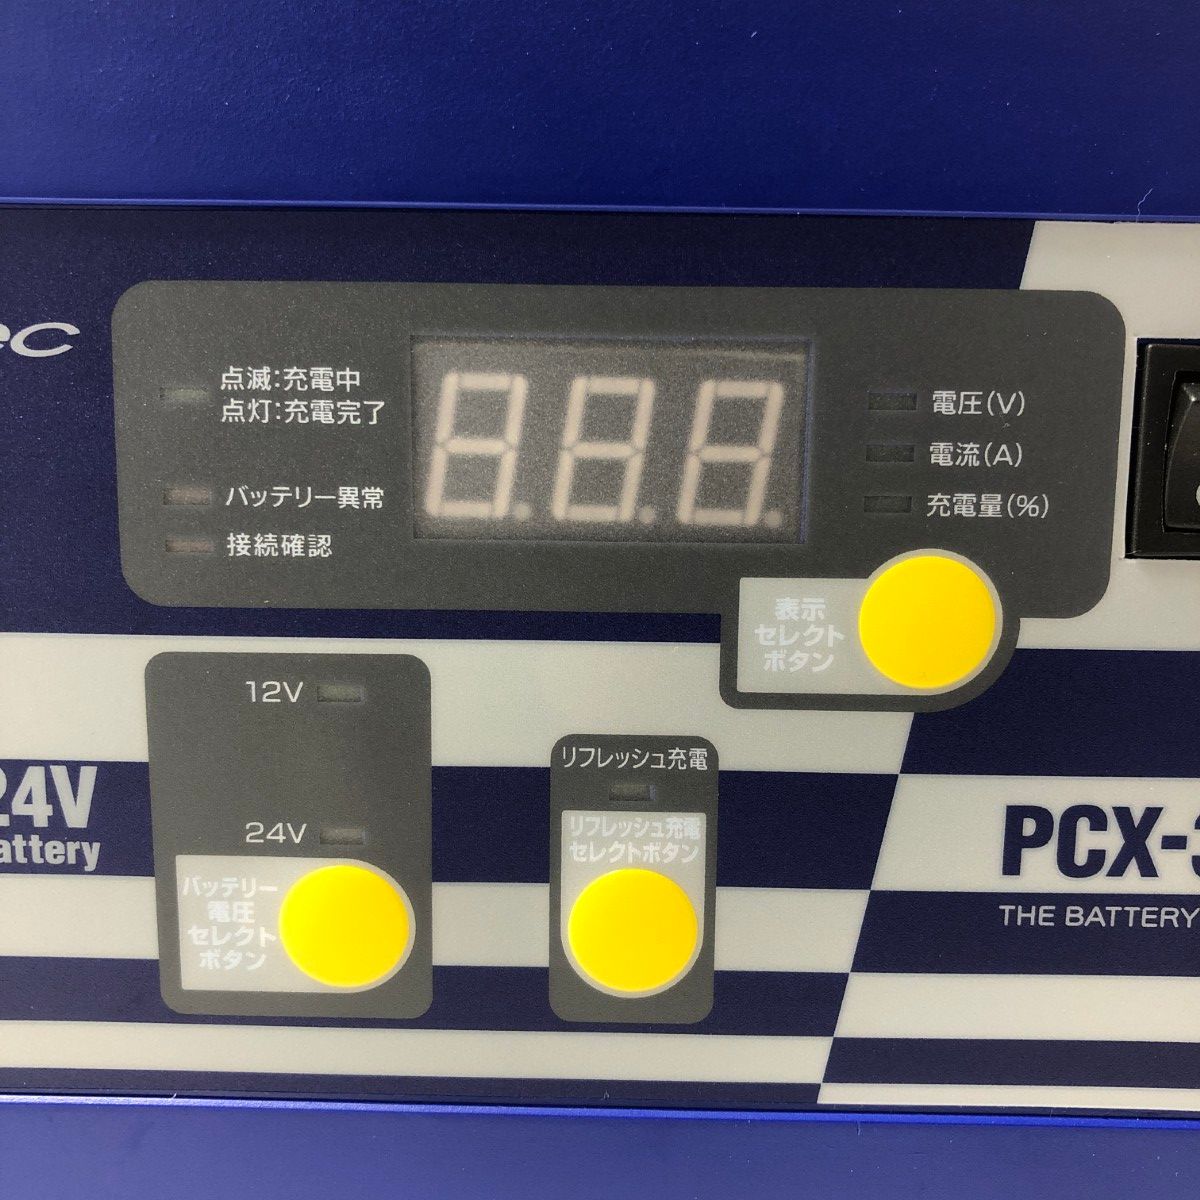 ec
点滅:充電中
点灯:充電完了
バッテリー異常
接続確認
8.8.8.
電圧(V)
電流(A)
充電量(%)
表示
セレクト
ボタン
12V
24V
バッテリー
電圧
セレクト
ボタン
リフレッシュ充電
リフレッシュ充電
セレクトボタン
24V
attery
PCX-3
THE BATTERY